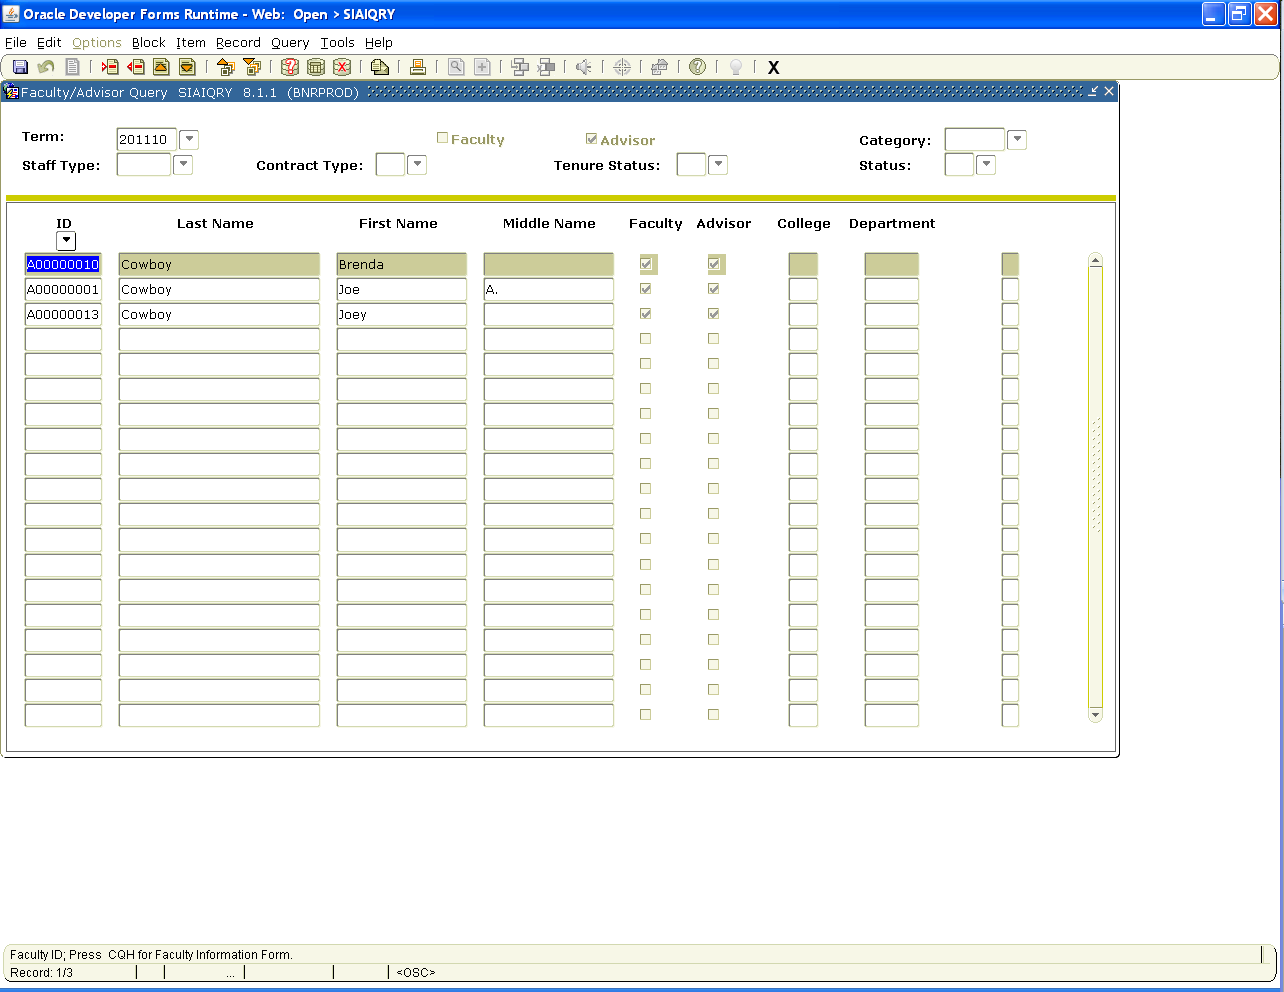 Oracle Developer Forms Runtime - Web: Open > SIAIQRY
File Edit Options Block Item Record Query Tools Help
X
Faculty/Advisor Query SIAIQRY 8.1.1 (BNRPROD)
Term: 201110 Faculty Advisor Category:
Staff Type: Contract Type: Tenure Status: Status:
ID Last Name First Name Middle Name Faculty Advisor College Department
A00000010 Cowboy Brenda
A00000001 Cowboy Joe A.
A00000013 Cowboy Joey
Faculty ID; Press CQH for Faculty Information Form.
Record: 1/3 ... <OSC>